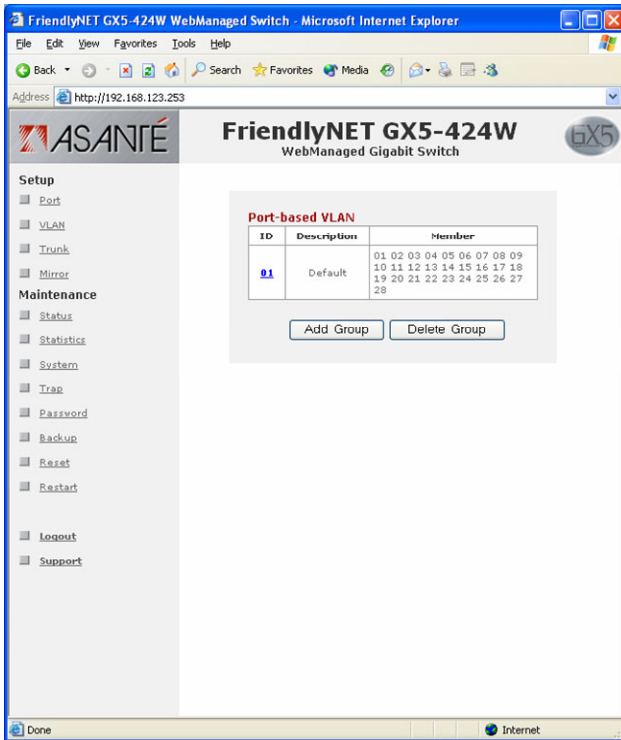 FriendlyNET GX5-424W WebManaged Switch - Microsoft Internet Explorer
File Edit View Favorites Tools Help
Back Search Favorites Media
Address http://192.168.123.253
ASANTÉ
FriendlyNET GX5-424W
WebManaged Gigabit Switch
GX5
Setup
Port
VLAN
Trunk
Mirror
Maintenance
Status
Statistics
System
Trap
Password
Backup
Reset
Restart
Logout
Support
Port-based VLAN
ID Description Member
01 Default 01 02 03 04 05 06 07 08 09
10 11 12 13 14 15 16 17 18
19 20 21 22 23 24 25 26 27
28
Add Group Delete Group
Done Internet